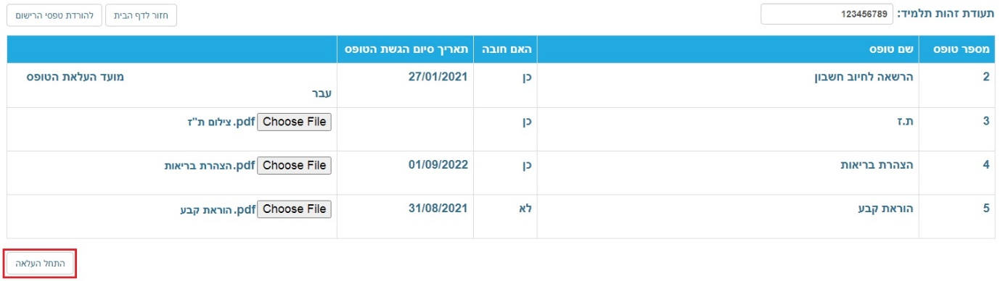 תעודת זהות תלמיד: 123456789 חזור לדף הבית להורדת טפסי הרישום
מספר טופס שם טופס האם חובה תאריך סיום הגשת הטופס
2 הרשאה לחיוב חשבון כן 27/01/2021 מועד העלאת הטופס
עבר
3 ת.ז כן Choose File צילום ת"ז.pdf
4 הצהרת בריאות כן 01/09/2022 Choose File הצהרת בריאות.pdf
5 הוראת קבע לא 31/08/2021 Choose File הוראת קבע.pdf
התחל העלאה